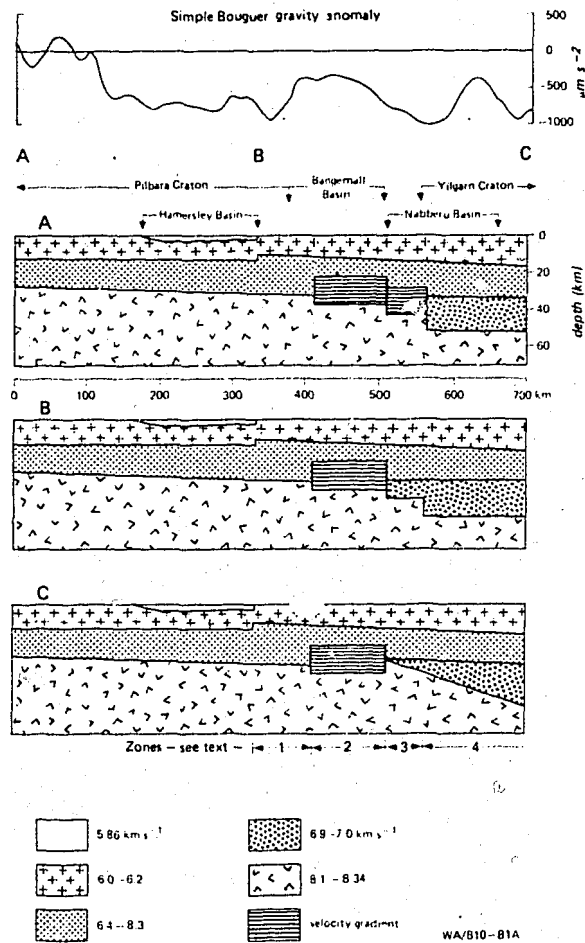 Simple Bouguer gravity anomaly
500
0
-500
-1000
μm s⁻²
A B C
Pilbara Craton Bangemall Basin Yilgarn Craton
Hamersley Basin Nabberu Basin
A
0
20
40
60
depth (km)
0 100 200 300 400 500 600 700 km
B
C
Zones – see text 1 2 3 4
5.86 km s⁻¹ 6.9–7.0 km s⁻¹
6.0–6.2 8.1–8.34
6.4–8.3 velocity gradient
WA/B10-81A